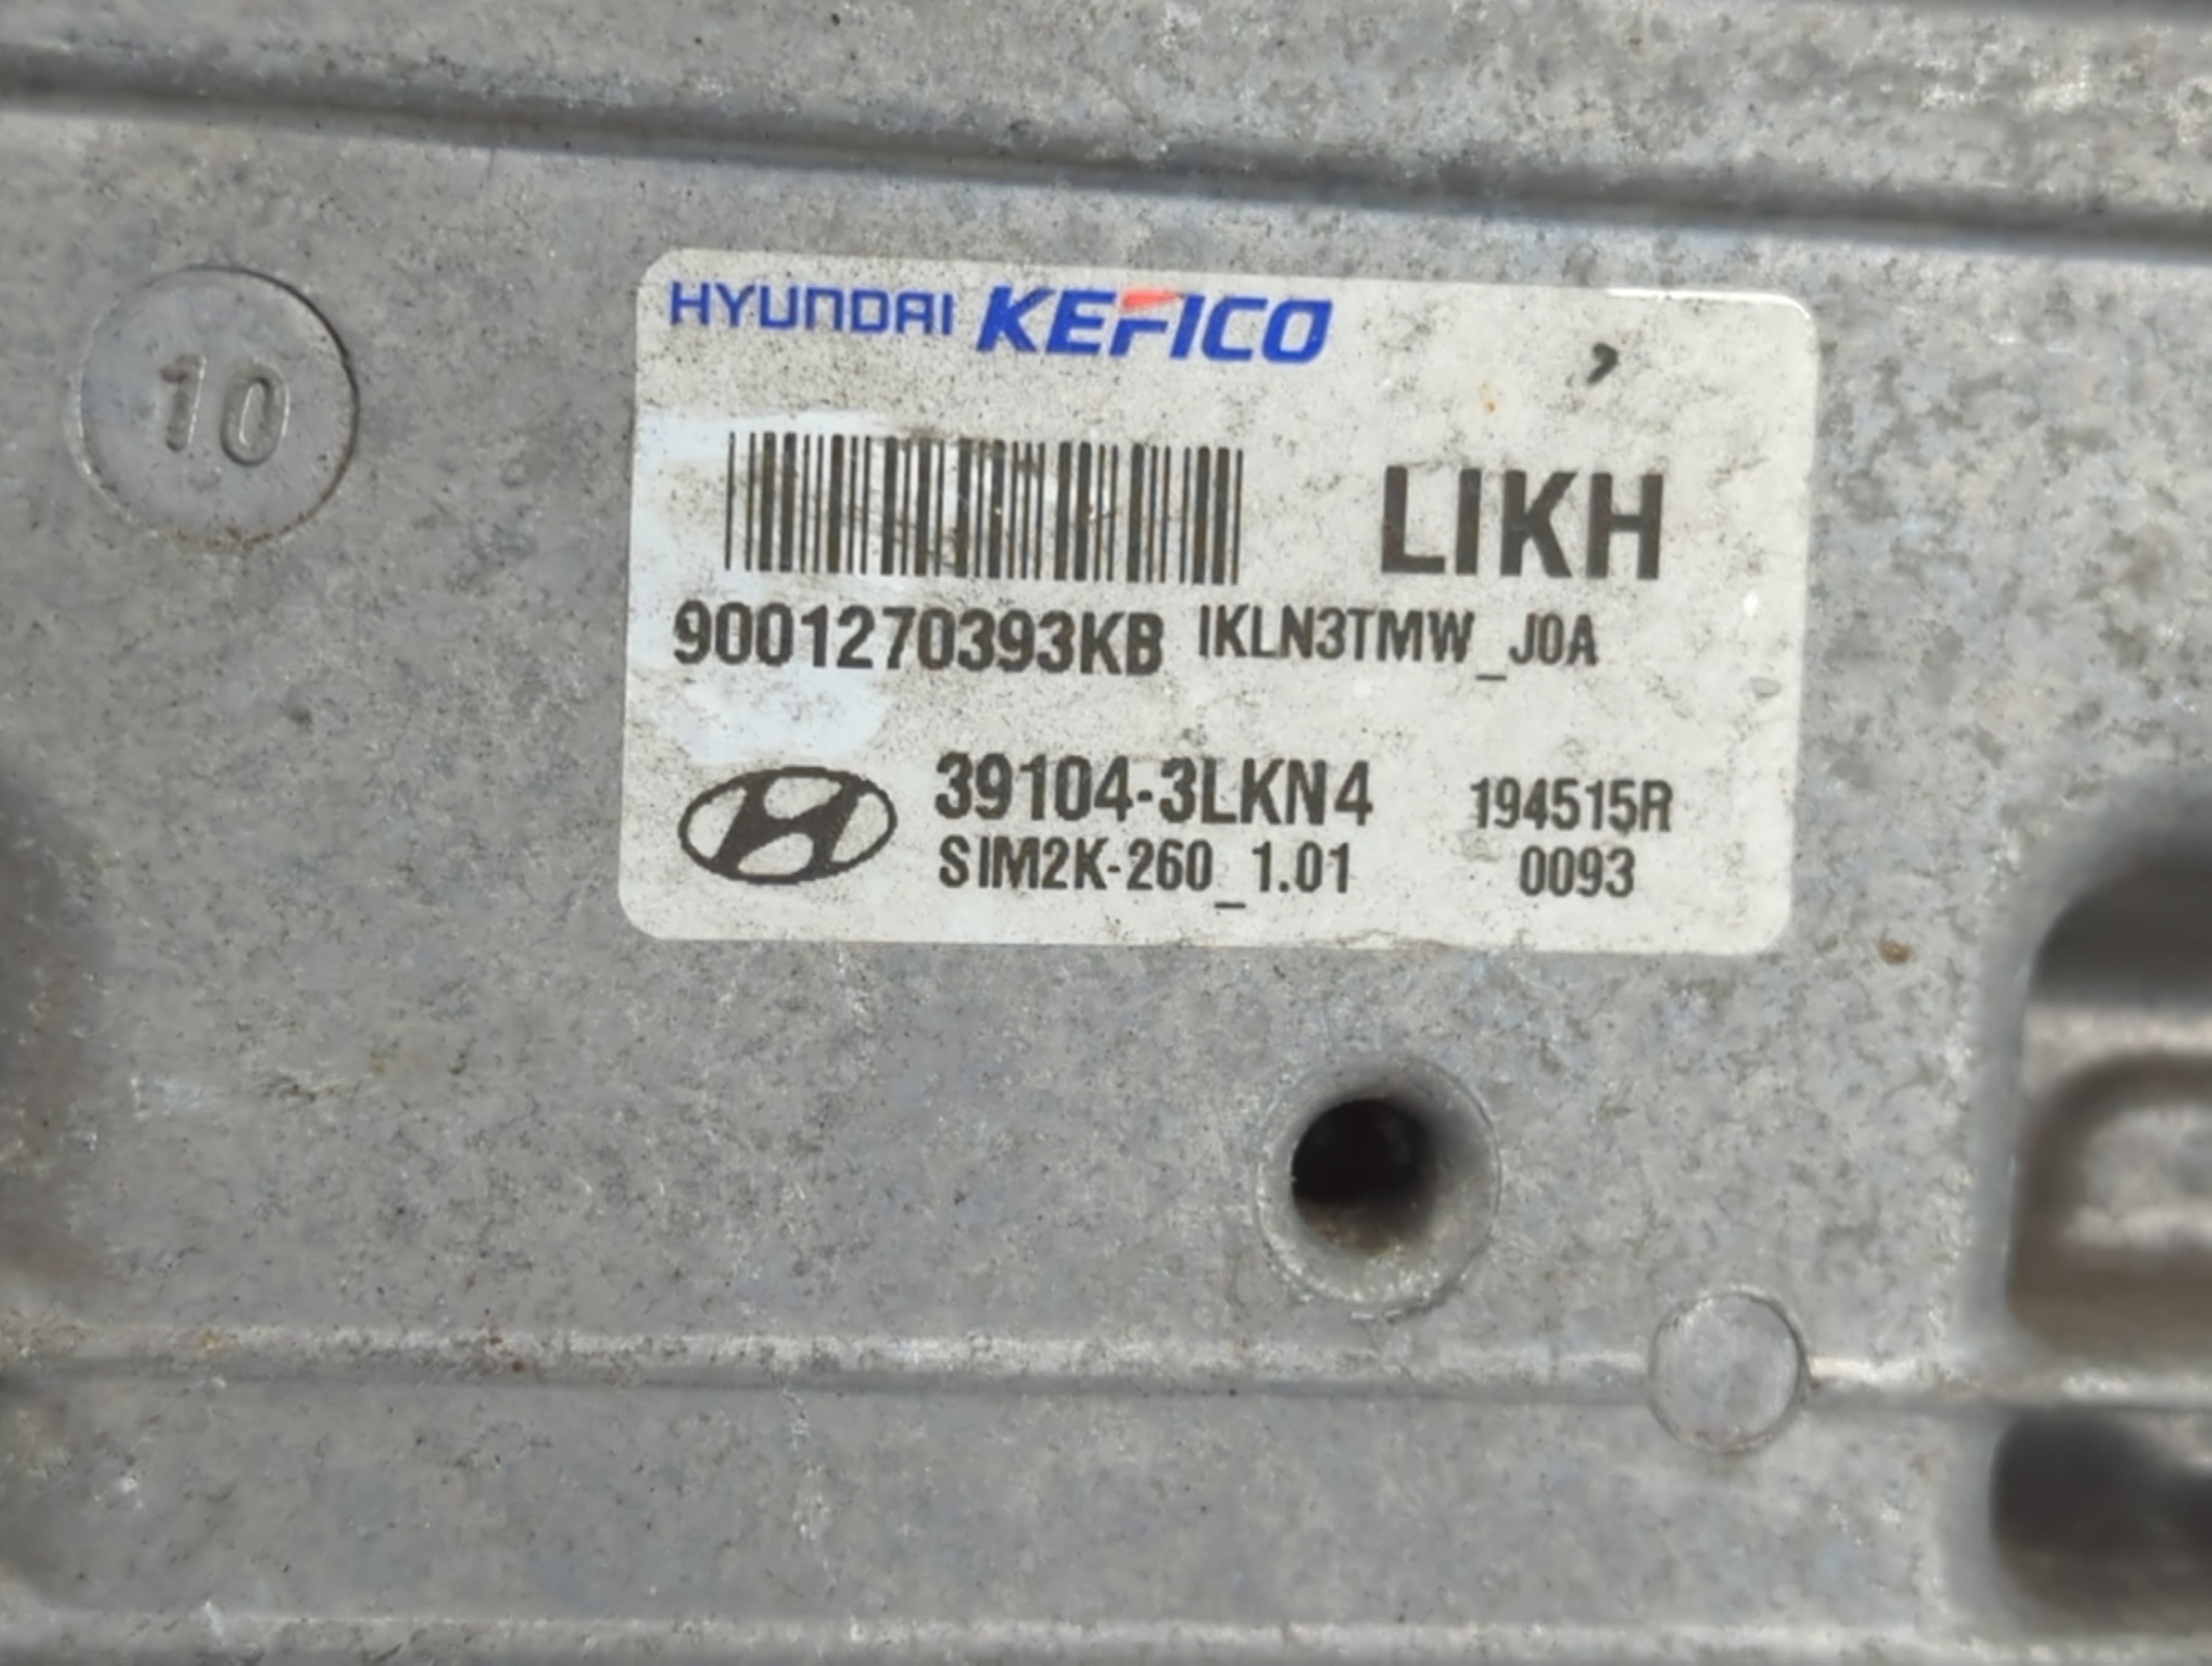 10
HYUNDAI KEFICO
LIKH
9001270393KB IKLN3TMW_J0A
39104-3LKN4 194515R
SIM2K-260_1.01 0093